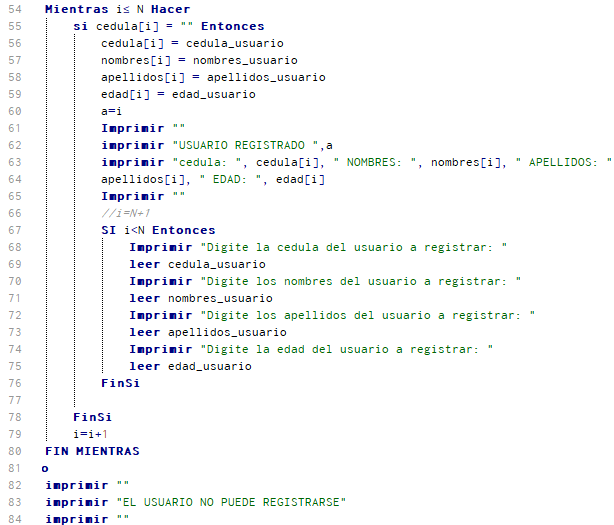 54 Mientras i≤ N Hacer
55 si cedula[i] = "" Entonces
56 cedula[i] = cedula_usuario
57 nombres[i] = nombres_usuario
58 apellidos[i] = apellidos_usuario
59 edad[i] = edad_usuario
60 a=i
61 Imprimir ""
62 imprimir "USUARIO REGISTRADO ",a
63 imprimir "cedula: ", cedula[i], " NOMBRES: ", nombres[i], " APELLIDOS: "
64 apellidos[i], " EDAD: ", edad[i]
65 Imprimir ""
66 //i=N+1
67 SI i<N Entonces
68 Imprimir "Digite la cedula del usuario a registrar: "
69 leer cedula_usuario
70 Imprimir "Digite los nombres del usuario a registrar: "
71 leer nombres_usuario
72 Imprimir "Digite los apellidos del usuario a registrar: "
73 leer apellidos_usuario
74 Imprimir "Digite la edad del usuario a registrar: "
75 leer edad_usuario
76 FinSi
77
78 FinSi
79 i=i+1
80 FIN MIENTRAS
81 o
82 imprimir ""
83 imprimir "EL USUARIO NO PUEDE REGISTRARSE"
84 imprimir ""